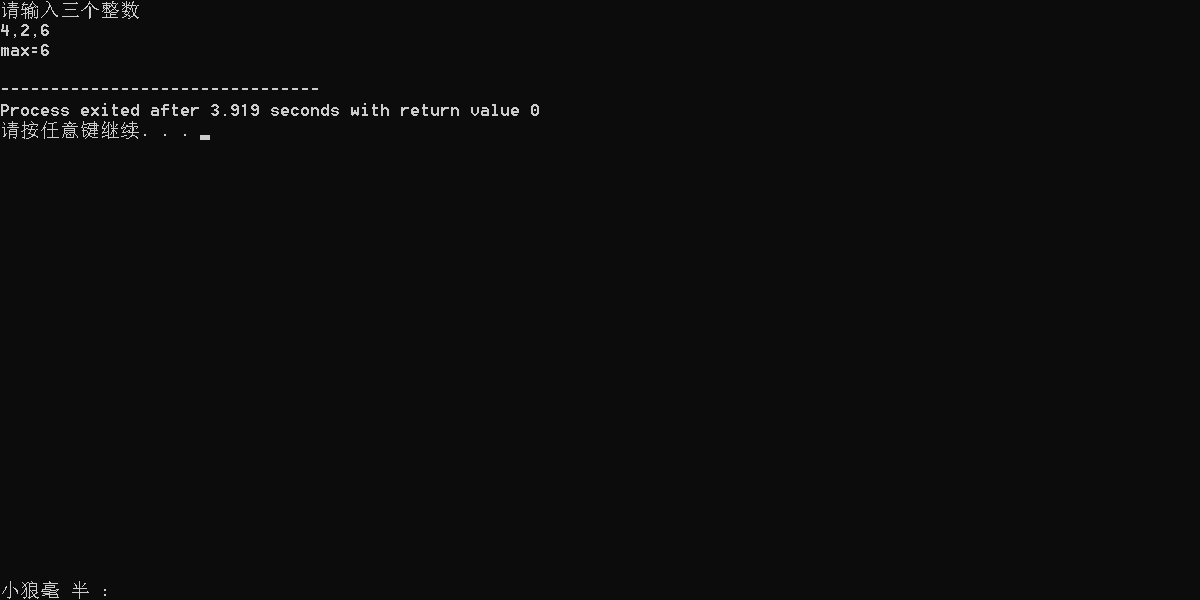 请输入三个整数
4,2,6
max=6
--------------------------------
Process exited after 3.919 seconds with return value 0
请按任意键继续. . .
小狼毫 半 :